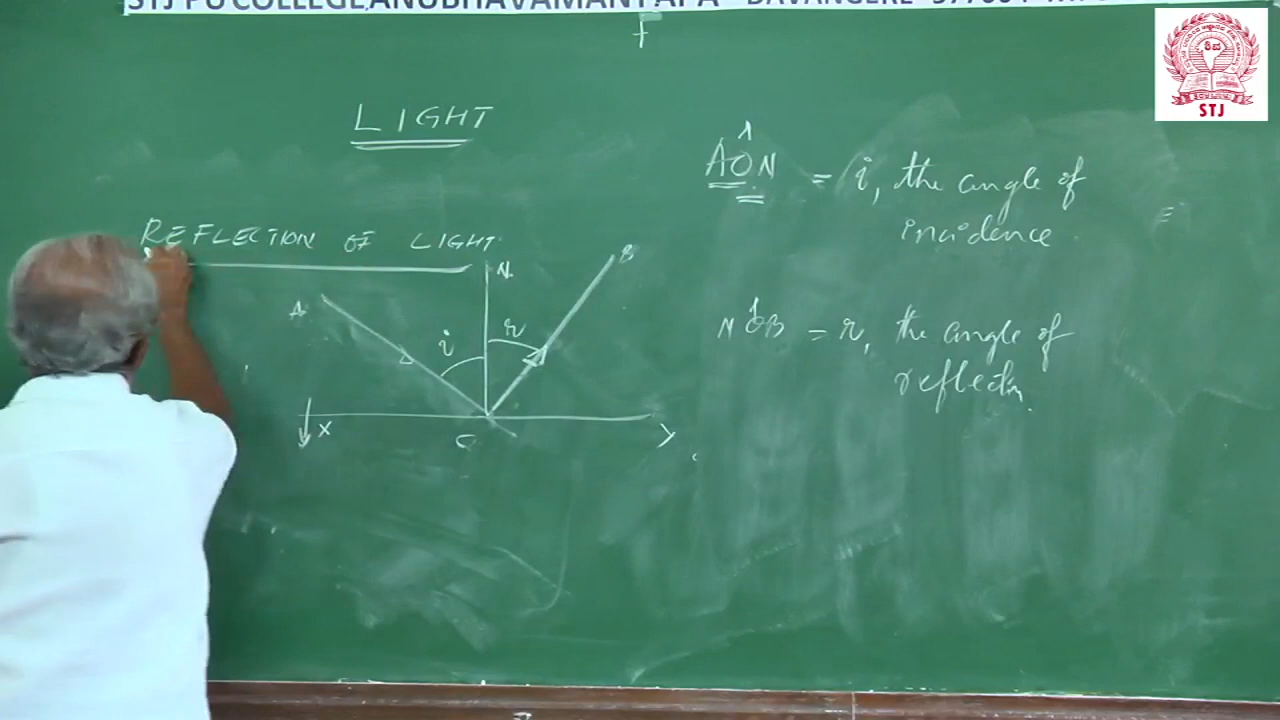 STJ PU COLLEGE, ANUBHAVAMANTAPA - DAVANGERE
STJ
LIGHT
REFLECTION OF LIGHT
N
B
A
i
r
X
Y
AÔN = i, the angle of
incidence
NÔB = r, the angle of
reflectn.